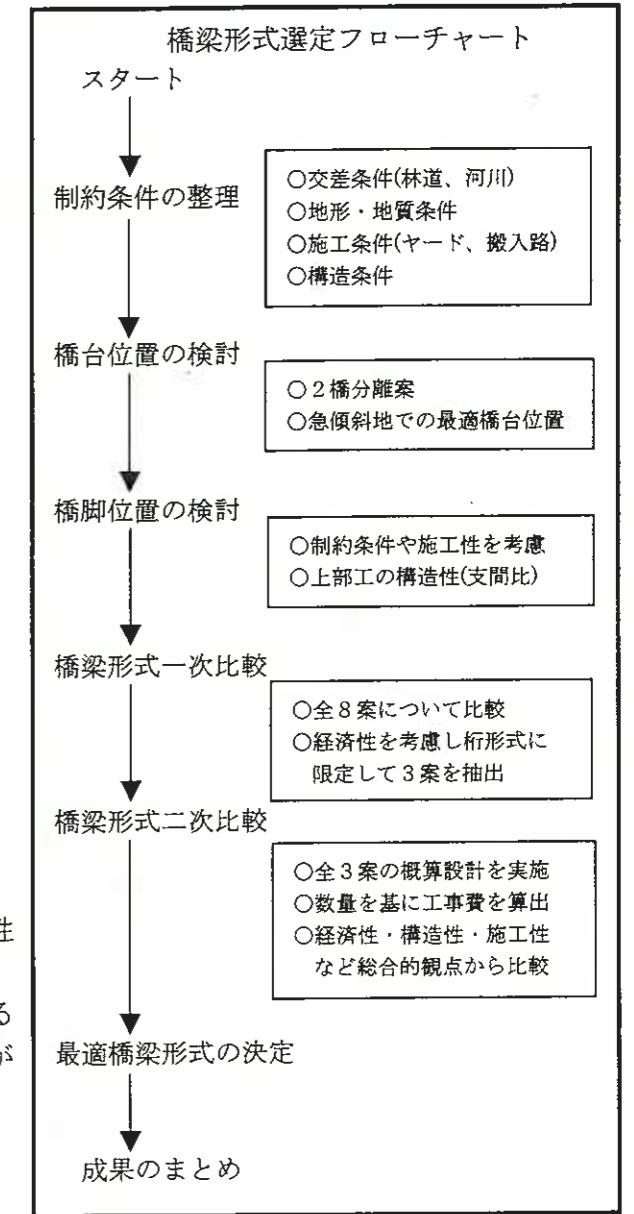 橋梁形式選定フローチャート
スタート
制約条件の整理
○交差条件(林道、河川)
○地形・地質条件
○施工条件(ヤード、搬入路)
○構造条件
橋台位置の検討
○2橋分離案
○急傾斜地での最適橋台位置
橋脚位置の検討
○制約条件や施工性を考慮
○上部工の構造性(支間比)
橋梁形式一次比較
○全8案について比較
○経済性を考慮し桁形式に
限定して3案を抽出
橋梁形式二次比較
○全3案の概算設計を実施
○数量を基に工事費を算出
○経済性・構造性・施工性
など総合的観点から比較
最適橋梁形式の決定
成果のまとめ
性
る
が